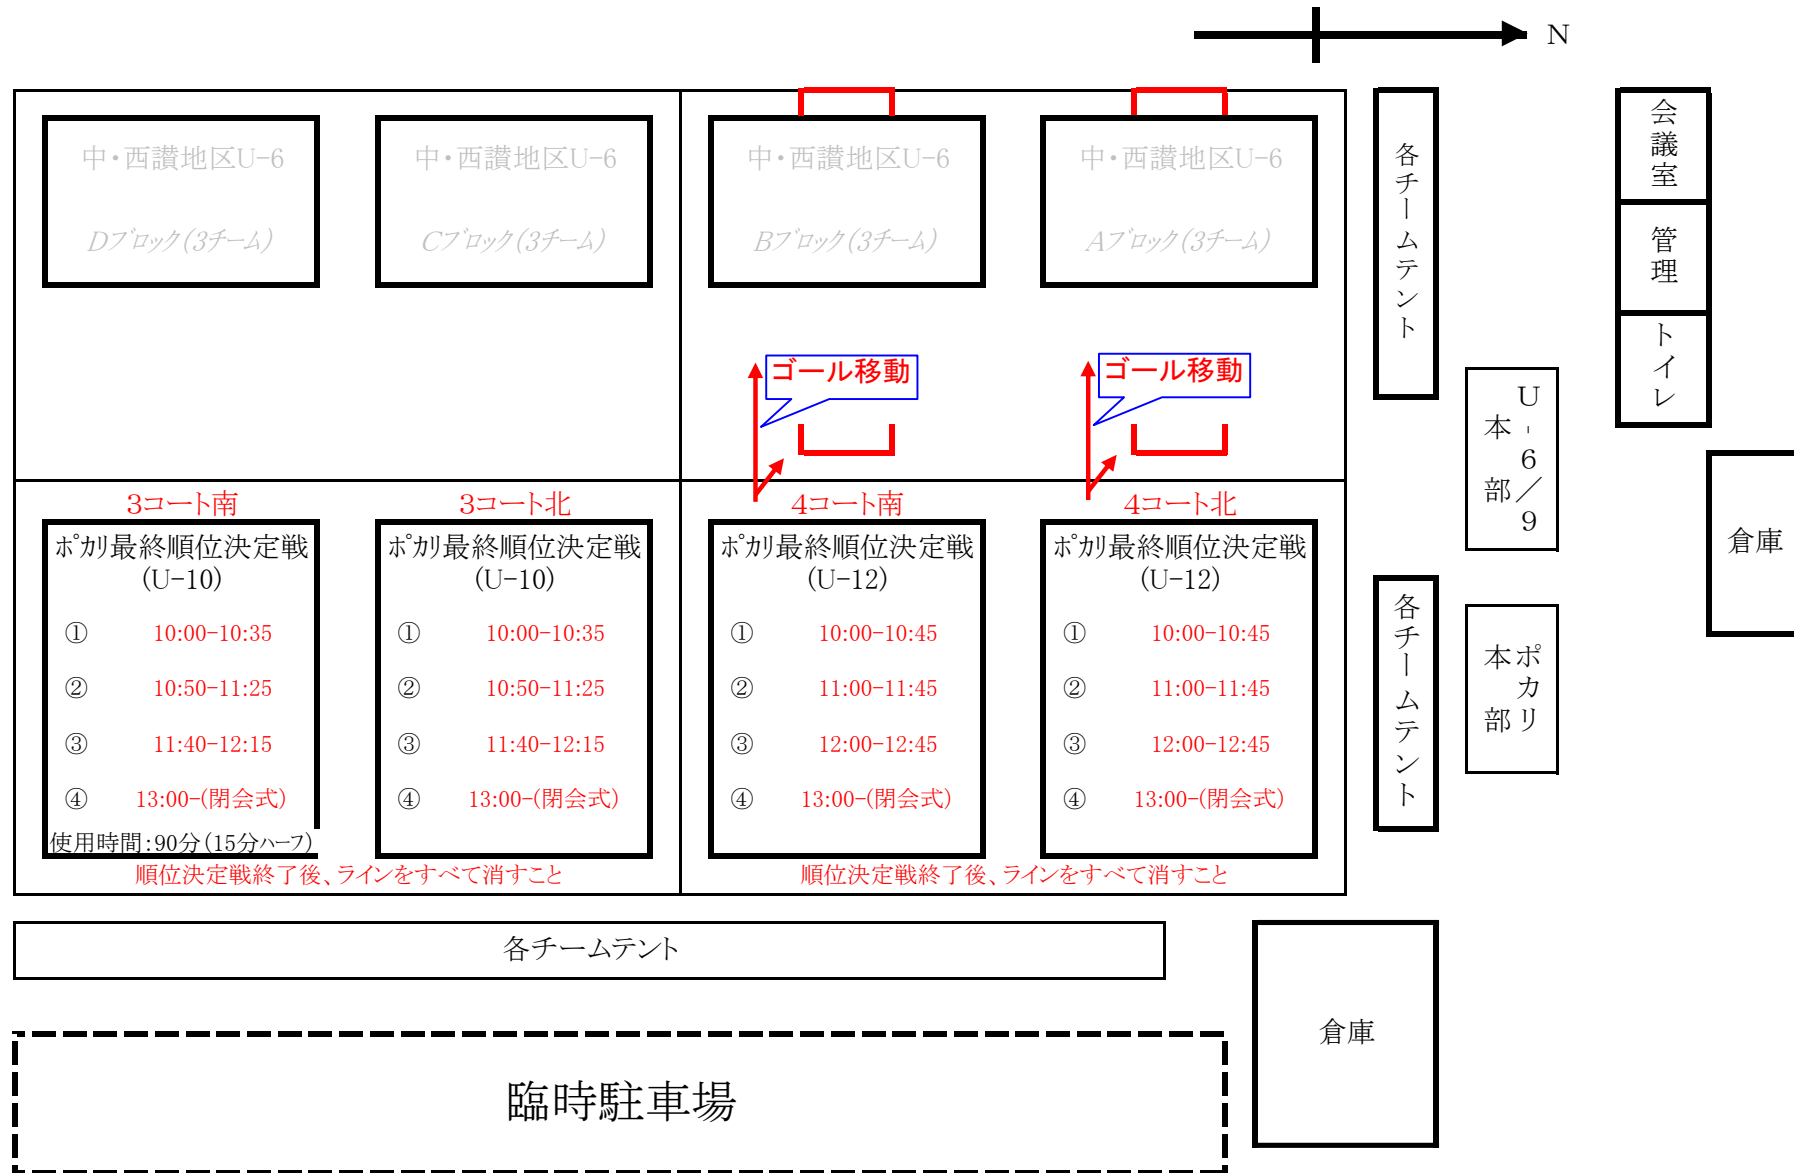 N
中・西讃地区U-6
Dブロック(3チーム)
中・西讃地区U-6
Cブロック(3チーム)
中・西讃地区U-6
Bブロック(3チーム)
中・西讃地区U-6
Aブロック(3チーム)
各チームテント
会議室
管理
トイレ
ゴール移動
ゴール移動
U-6/9
本部
倉庫
3コート南
ポカリ最終順位決定戦
(U-10)
① 10:00-10:35
② 10:50-11:25
③ 11:40-12:15
④ 13:00-(閉会式)
使用時間:90分(15分ハーフ)
3コート北
ポカリ最終順位決定戦
(U-10)
① 10:00-10:35
② 10:50-11:25
③ 11:40-12:15
④ 13:00-(閉会式)
順位決定戦終了後、ラインをすべて消すこと
4コート南
ポカリ最終順位決定戦
(U-12)
① 10:00-10:45
② 11:00-11:45
③ 12:00-12:45
④ 13:00-(閉会式)
4コート北
ポカリ最終順位決定戦
(U-12)
① 10:00-10:45
② 11:00-11:45
③ 12:00-12:45
④ 13:00-(閉会式)
順位決定戦終了後、ラインをすべて消すこと
各チームテント
ポカリ
本部
各チームテント
倉庫
臨時駐車場